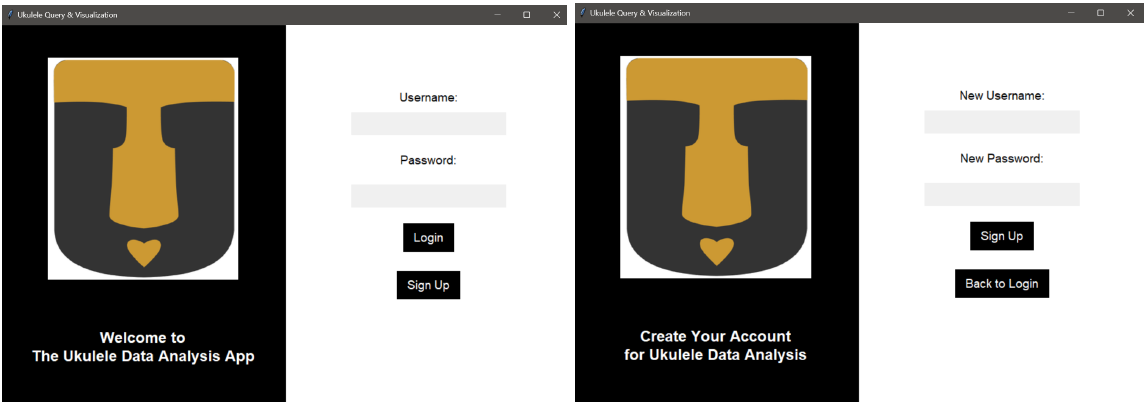 Ukulele Query & Visualization
Username:
Password:
Login
Sign Up
Welcome to
The Ukulele Data Analysis App
Ukulele Query & Visualization
New Username:
New Password:
Sign Up
Back to Login
Create Your Account
for Ukulele Data Analysis